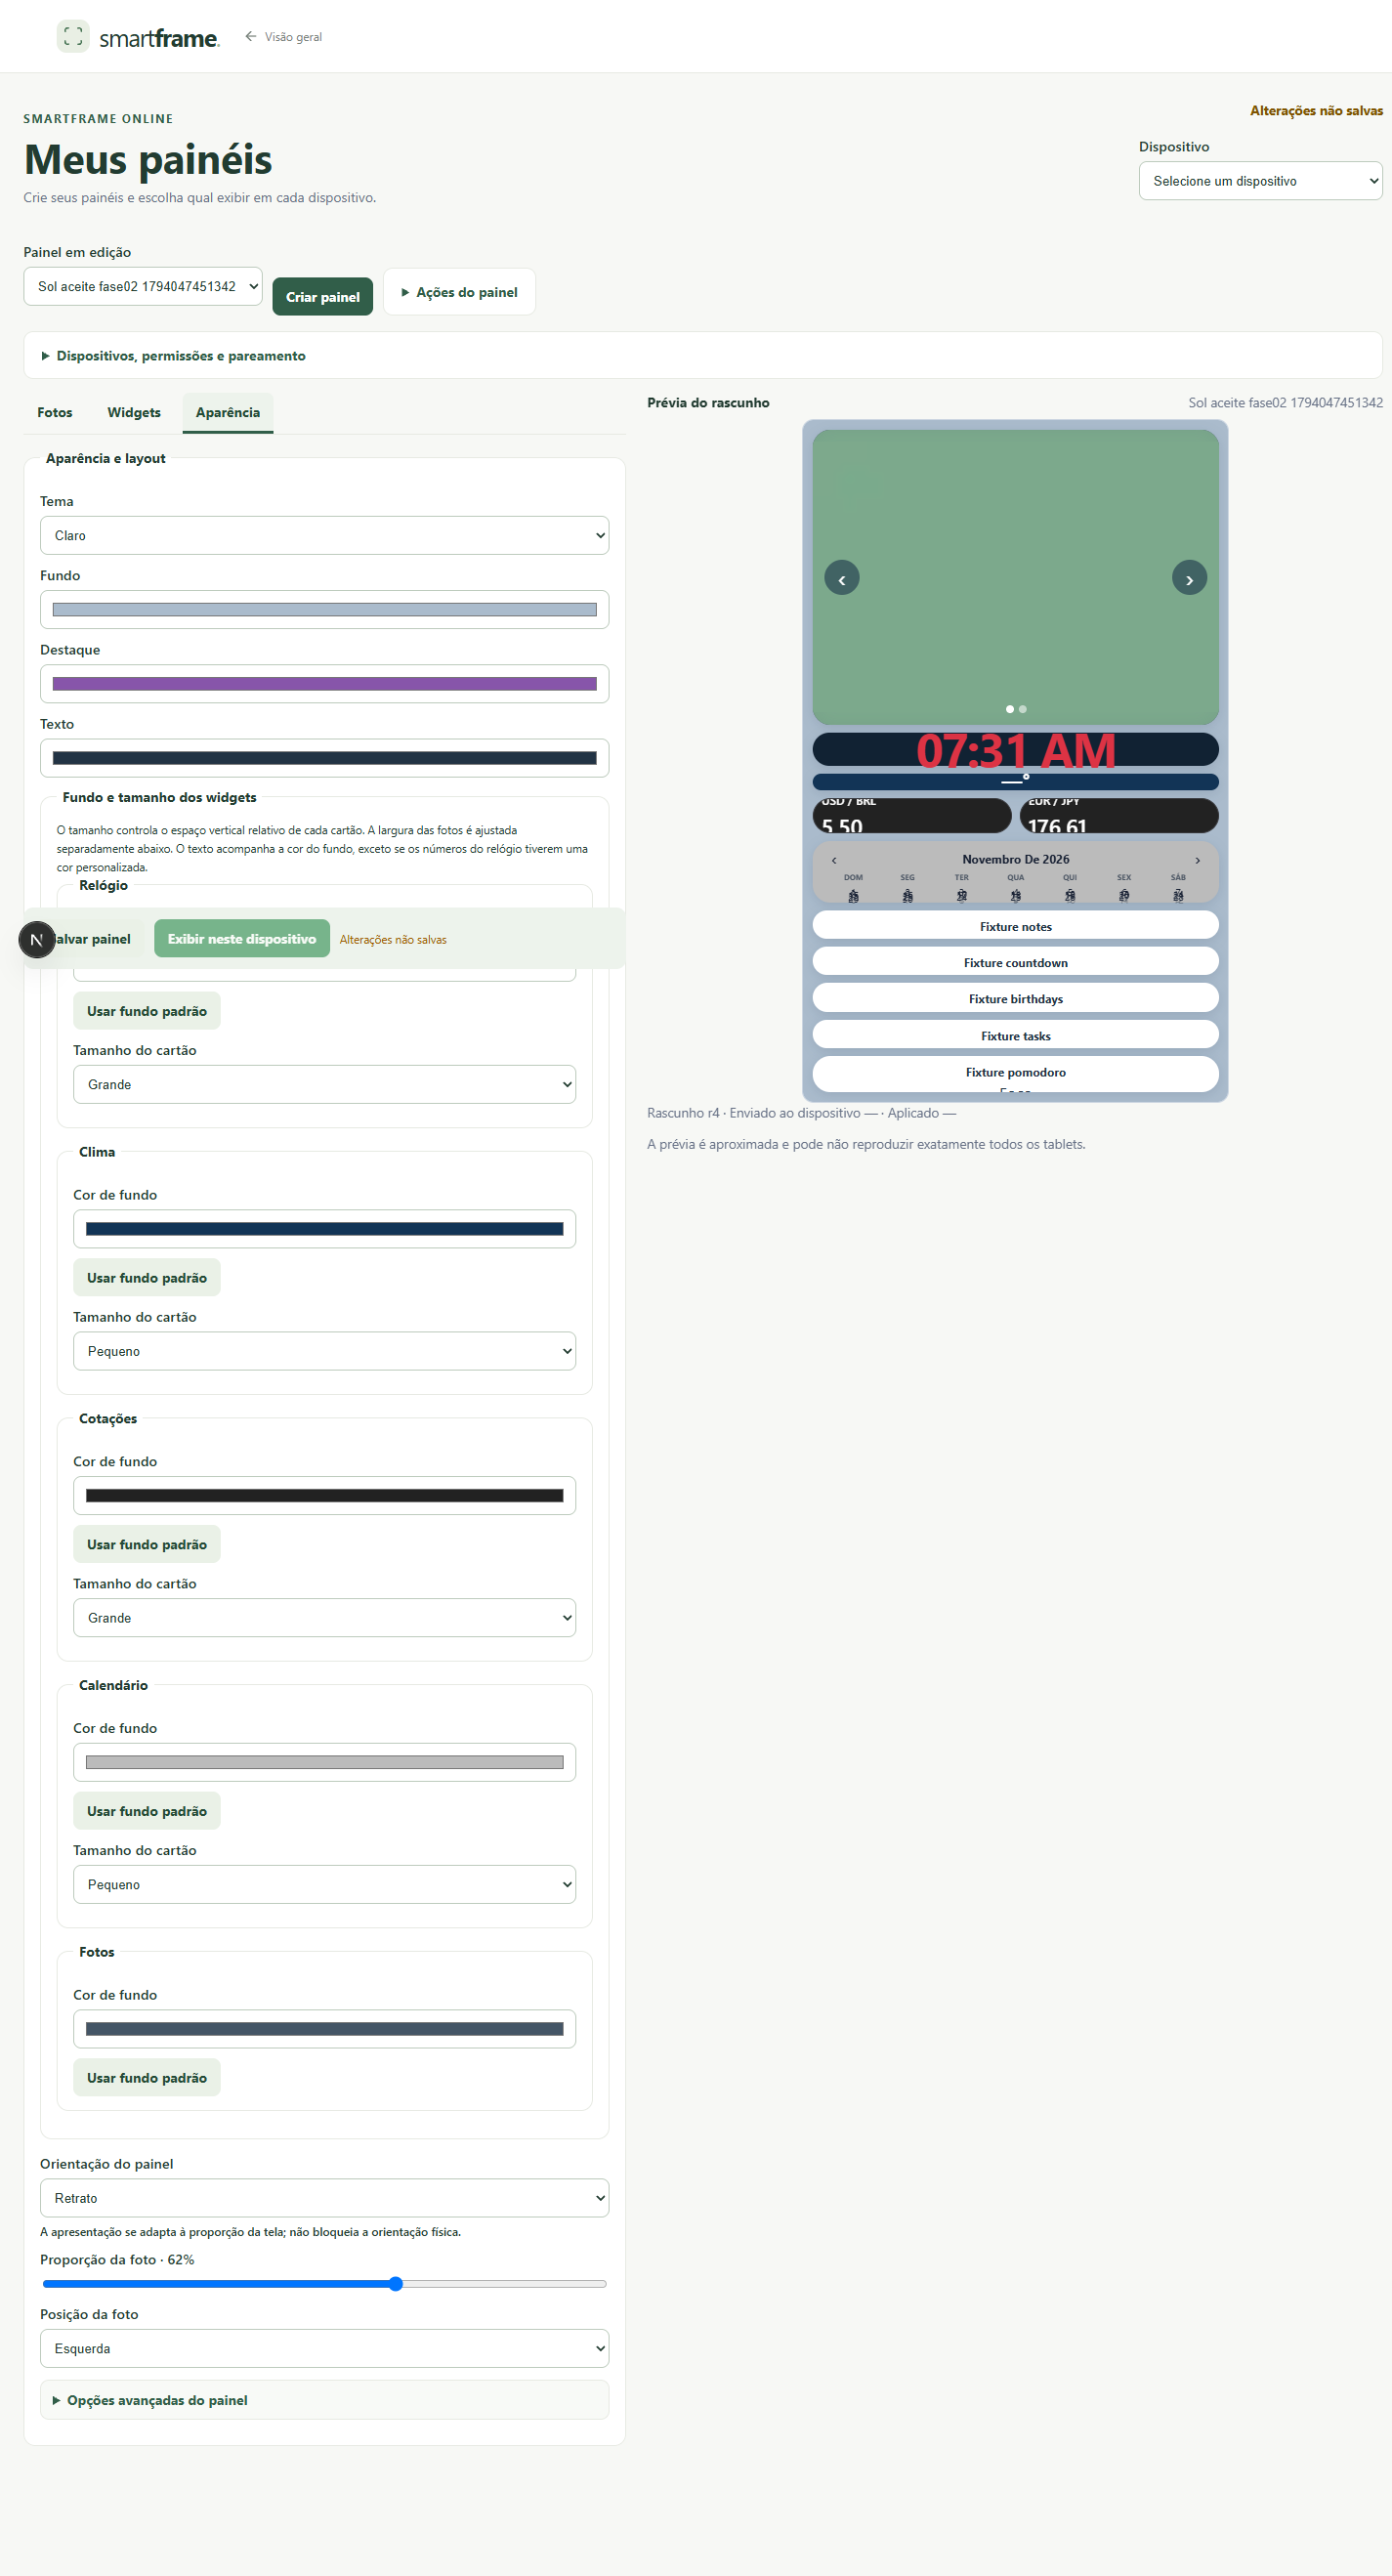 smartframe.
Visão geral
SMARTFRAME ONLINE
Meus painéis
Crie seus painéis e escolha qual exibir em cada dispositivo.
Alterações não salvas
Dispositivo
Selecione um dispositivo
Painel em edição
Sol aceite fase02 1794047451342
Criar painel
Ações do painel
Dispositivos, permissões e pareamento
Fotos
Widgets
Aparência
Aparência e layout
Tema
Claro
Fundo
Destaque
Texto
Fundo e tamanho dos widgets
O tamanho controla o espaço vertical relativo de cada cartão. A largura das fotos é ajustada
separadamente abaixo. O texto acompanha a cor do fundo, exceto se os números do relógio tiverem uma
cor personalizada.
Relógio
N
alvar painel
Exibir neste dispositivo
Alterações não salvas
Usar fundo padrão
Tamanho do cartão
Grande
Clima
Cor de fundo
Usar fundo padrão
Tamanho do cartão
Pequeno
Cotações
Cor de fundo
Usar fundo padrão
Tamanho do cartão
Grande
Calendário
Cor de fundo
Usar fundo padrão
Tamanho do cartão
Pequeno
Fotos
Cor de fundo
Usar fundo padrão
Orientação do painel
Retrato
A apresentação se adapta à proporção da tela; não bloqueia a orientação física.
Proporção da foto · 62%
Posição da foto
Esquerda
Opções avançadas do painel
Prévia do rascunho
Sol aceite fase02 1794047451342
07:31 AM
—°
USD / BRL
5.50
EUR / JPY
176.61
Novembro De 2026
DOM SEG TER QUA QUI SEX SÁB
Fixture notes
Fixture countdown
Fixture birthdays
Fixture tasks
Fixture pomodoro
Rascunho r4 · Enviado ao dispositivo — · Aplicado —
A prévia é aproximada e pode não reproduzir exatamente todos os tablets.